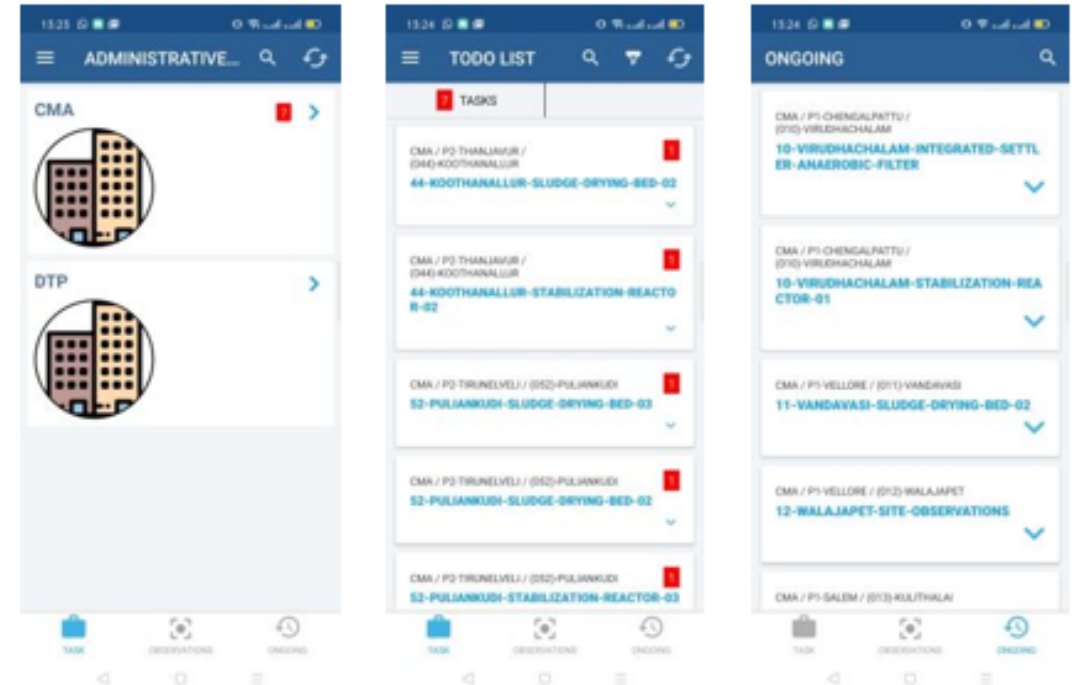 13:25
ADMINISTRATIVE...
CMA
7
DTP
TASK
OBSERVATIONS
ONGOING
13:24
TODO LIST
7 TASKS
CMA / P2-THANJAVUR /
(044)-KOOTHANALLUR
1
44-KOOTHANALLUR-SLUDGE-DRYING-BED-02
CMA / P2-THANJAVUR /
(044)-KOOTHANALLUR
1
44-KOOTHANALLUR-STABILIZATION-REACTO
R-02
CMA / P2-TIRUNELVELI / (052)-PULIANKUDI
1
52-PULIANKUDI-SLUDGE-DRYING-BED-03
CMA / P2-TIRUNELVELI / (052)-PULIANKUDI
1
52-PULIANKUDI-SLUDGE-DRYING-BED-02
CMA / P2-TIRUNELVELI / (052)-PULIANKUDI
1
52-PULIANKUDI-STABILIZATION-REACTOR-03
TASK
OBSERVATIONS
ONGOING
13:24
ONGOING
CMA / P1-CHENGALPATTU /
(010)-VIRUDHACHALAM
10-VIRUDHACHALAM-INTEGRATED-SETTL
ER-ANAEROBIC-FILTER
CMA / P1-CHENGALPATTU /
(010)-VIRUDHACHALAM
10-VIRUDHACHALAM-STABILIZATION-REA
CTOR-01
CMA / P1-VELLORE / (011)-VANDAVASI
11-VANDAVASI-SLUDGE-DRYING-BED-02
CMA / P1-VELLORE / (012)-WALAJAPET
12-WALAJAPET-SITE-OBSERVATIONS
CMA / P1-SALEM / (013)-KULITHALAI
TASK
OBSERVATIONS
ONGOING